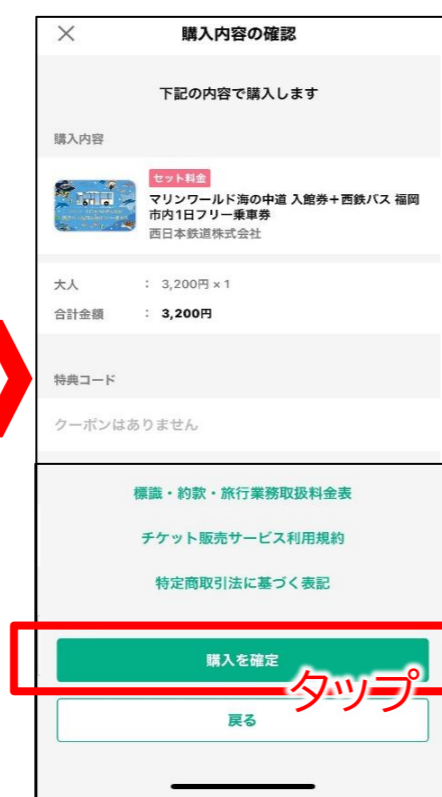 購入内容の確認
下記の内容で購入します
購入内容
セット料金
マリンワールド海の中道 入館券+西鉄バス 福岡
市内1日フリー乗車券
西日本鉄道株式会社
大人 : 3,200円 × 1
合計金額 : 3,200円
特典コード
クーポンはありません
標識・約款・旅行業務取扱料金表
チケット販売サービス利用規約
特定商取引法に基づく表記
購入を確定
タップ
戻る